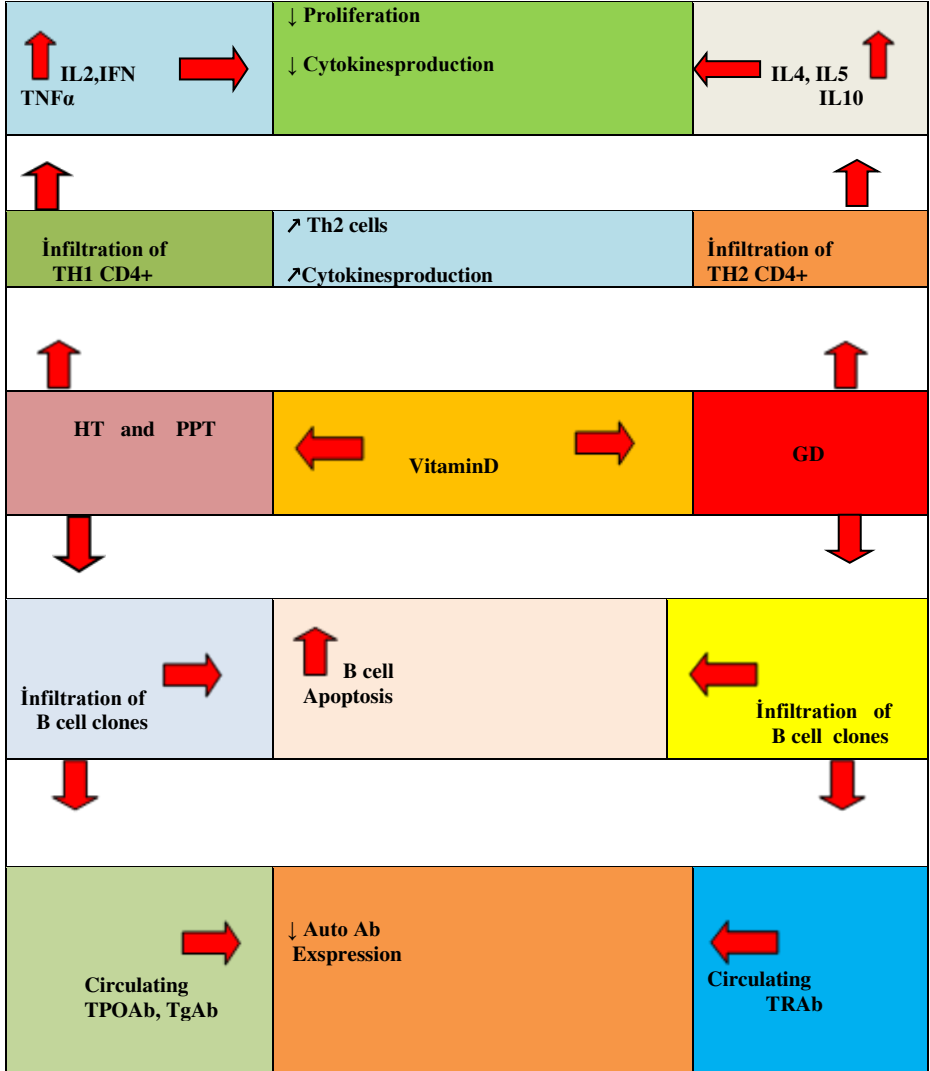 ↓ Proliferation
↓ Cytokinesproduction
IL2,IFN
TNFα
IL4, IL5
IL10
İnfiltration of
TH1 CD4+
↗ Th2 cells
↗Cytokinesproduction
İnfiltration of
TH2 CD4+
HT and PPT
VitaminD
GD
İnfiltration of
B cell clones
B cell
Apoptosis
İnfiltration of
B cell clones
Circulating
TPOAb, TgAb
↓ Auto Ab
Exspression
Circulating
TRAb